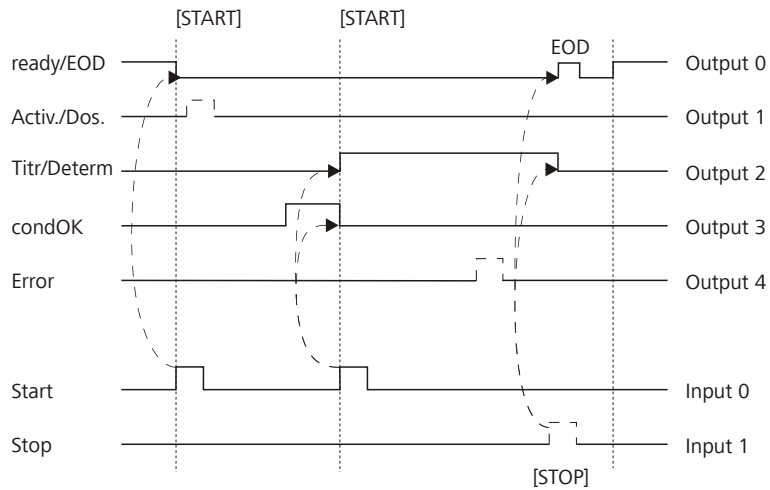 [START] [START]
EOD
ready/EOD Output 0
Activ./Dos. Output 1
Titr/Determ Output 2
condOK Output 3
Error Output 4
Start Input 0
Stop Input 1
[STOP]